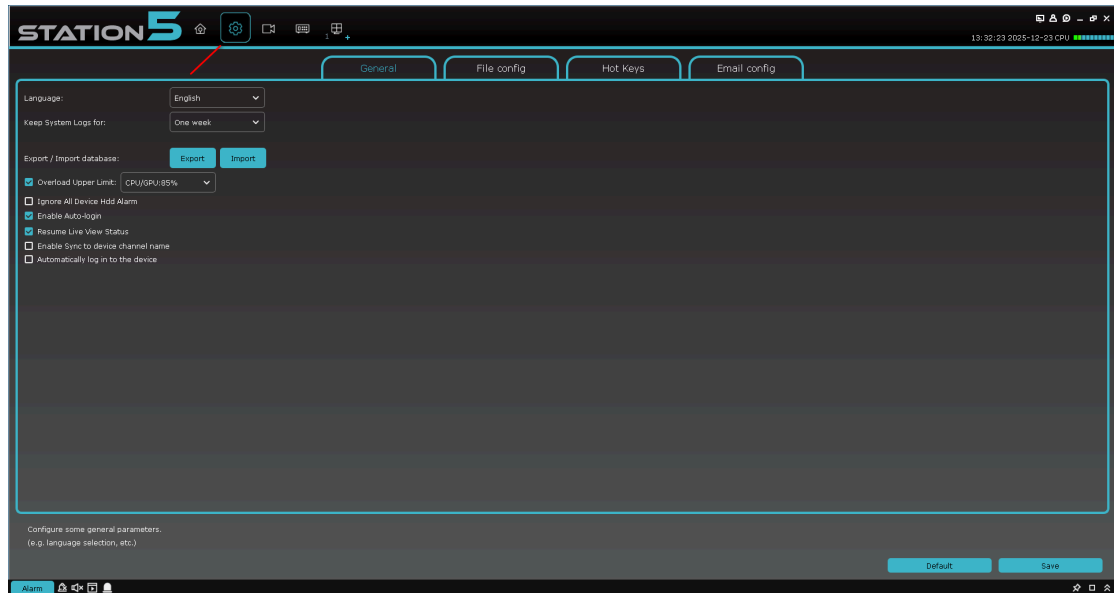 STATION5
1
13:32:23 2025-12-23 CPU
General File config Hot Keys Email config
Language: English
Keep System Logs for: One week
Export / Import database: Export Import
Overload Upper Limit: CPU/GPU:85%
Ignore All Device Hdd Alarm
Enable Auto-login
Resume Live View Status
Enable Sync to device channel name
Automatically log in to the device
Configure some general parameters.
(e.g. language selection, etc.)
Default Save
Alarm